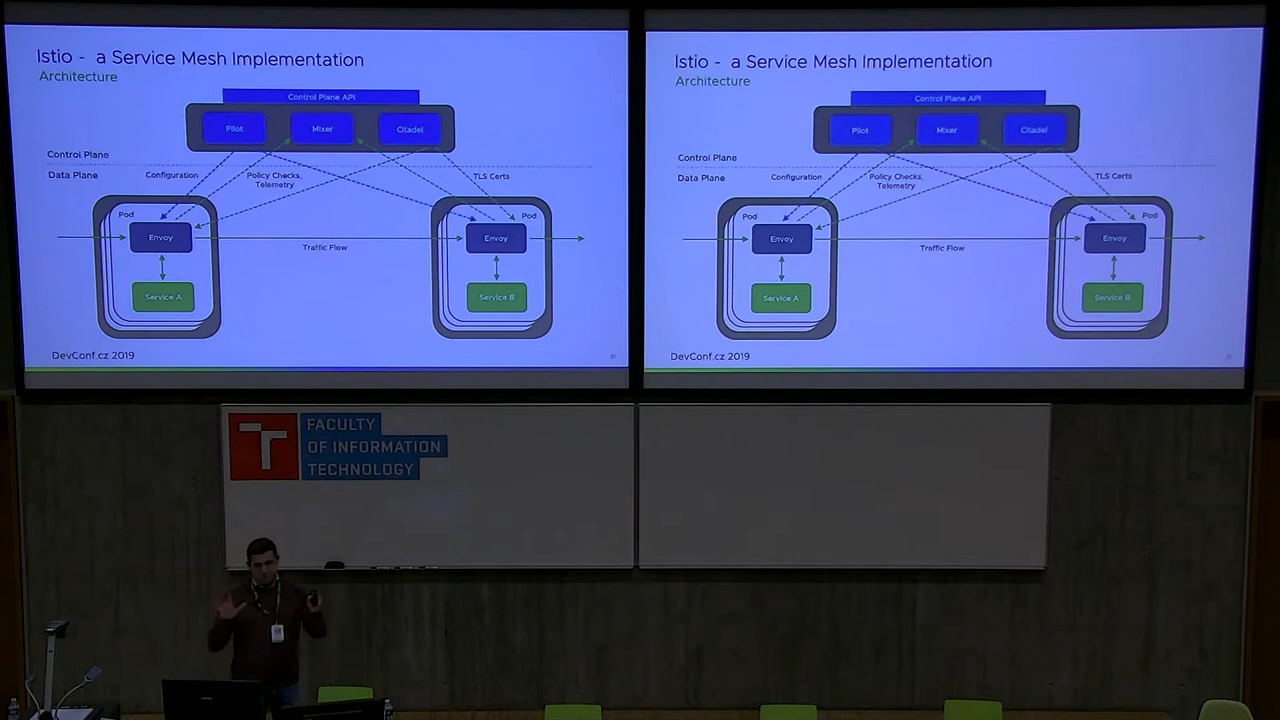 Istio -  a Service Mesh Implementation
Architecture
Control Plane API
Pilot
Mixer
Citadel
Control Plane
Data Plane
Configuration
Policy Checks,
Telemetry
TLS Certs
Pod
Envoy
Service A
Traffic Flow
Pod
Envoy
Service B
DevConf.cz 2019
Istio -  a Service Mesh Implementation
Architecture
Control Plane API
Pilot
Mixer
Citadel
Control Plane
Data Plane
Configuration
Policy Checks,
Telemetry
TLS Certs
Pod
Envoy
Service A
Traffic Flow
Pod
Envoy
Service B
DevConf.cz 2019
T
FACULTY
OF INFORMATION
TECHNOLOGY